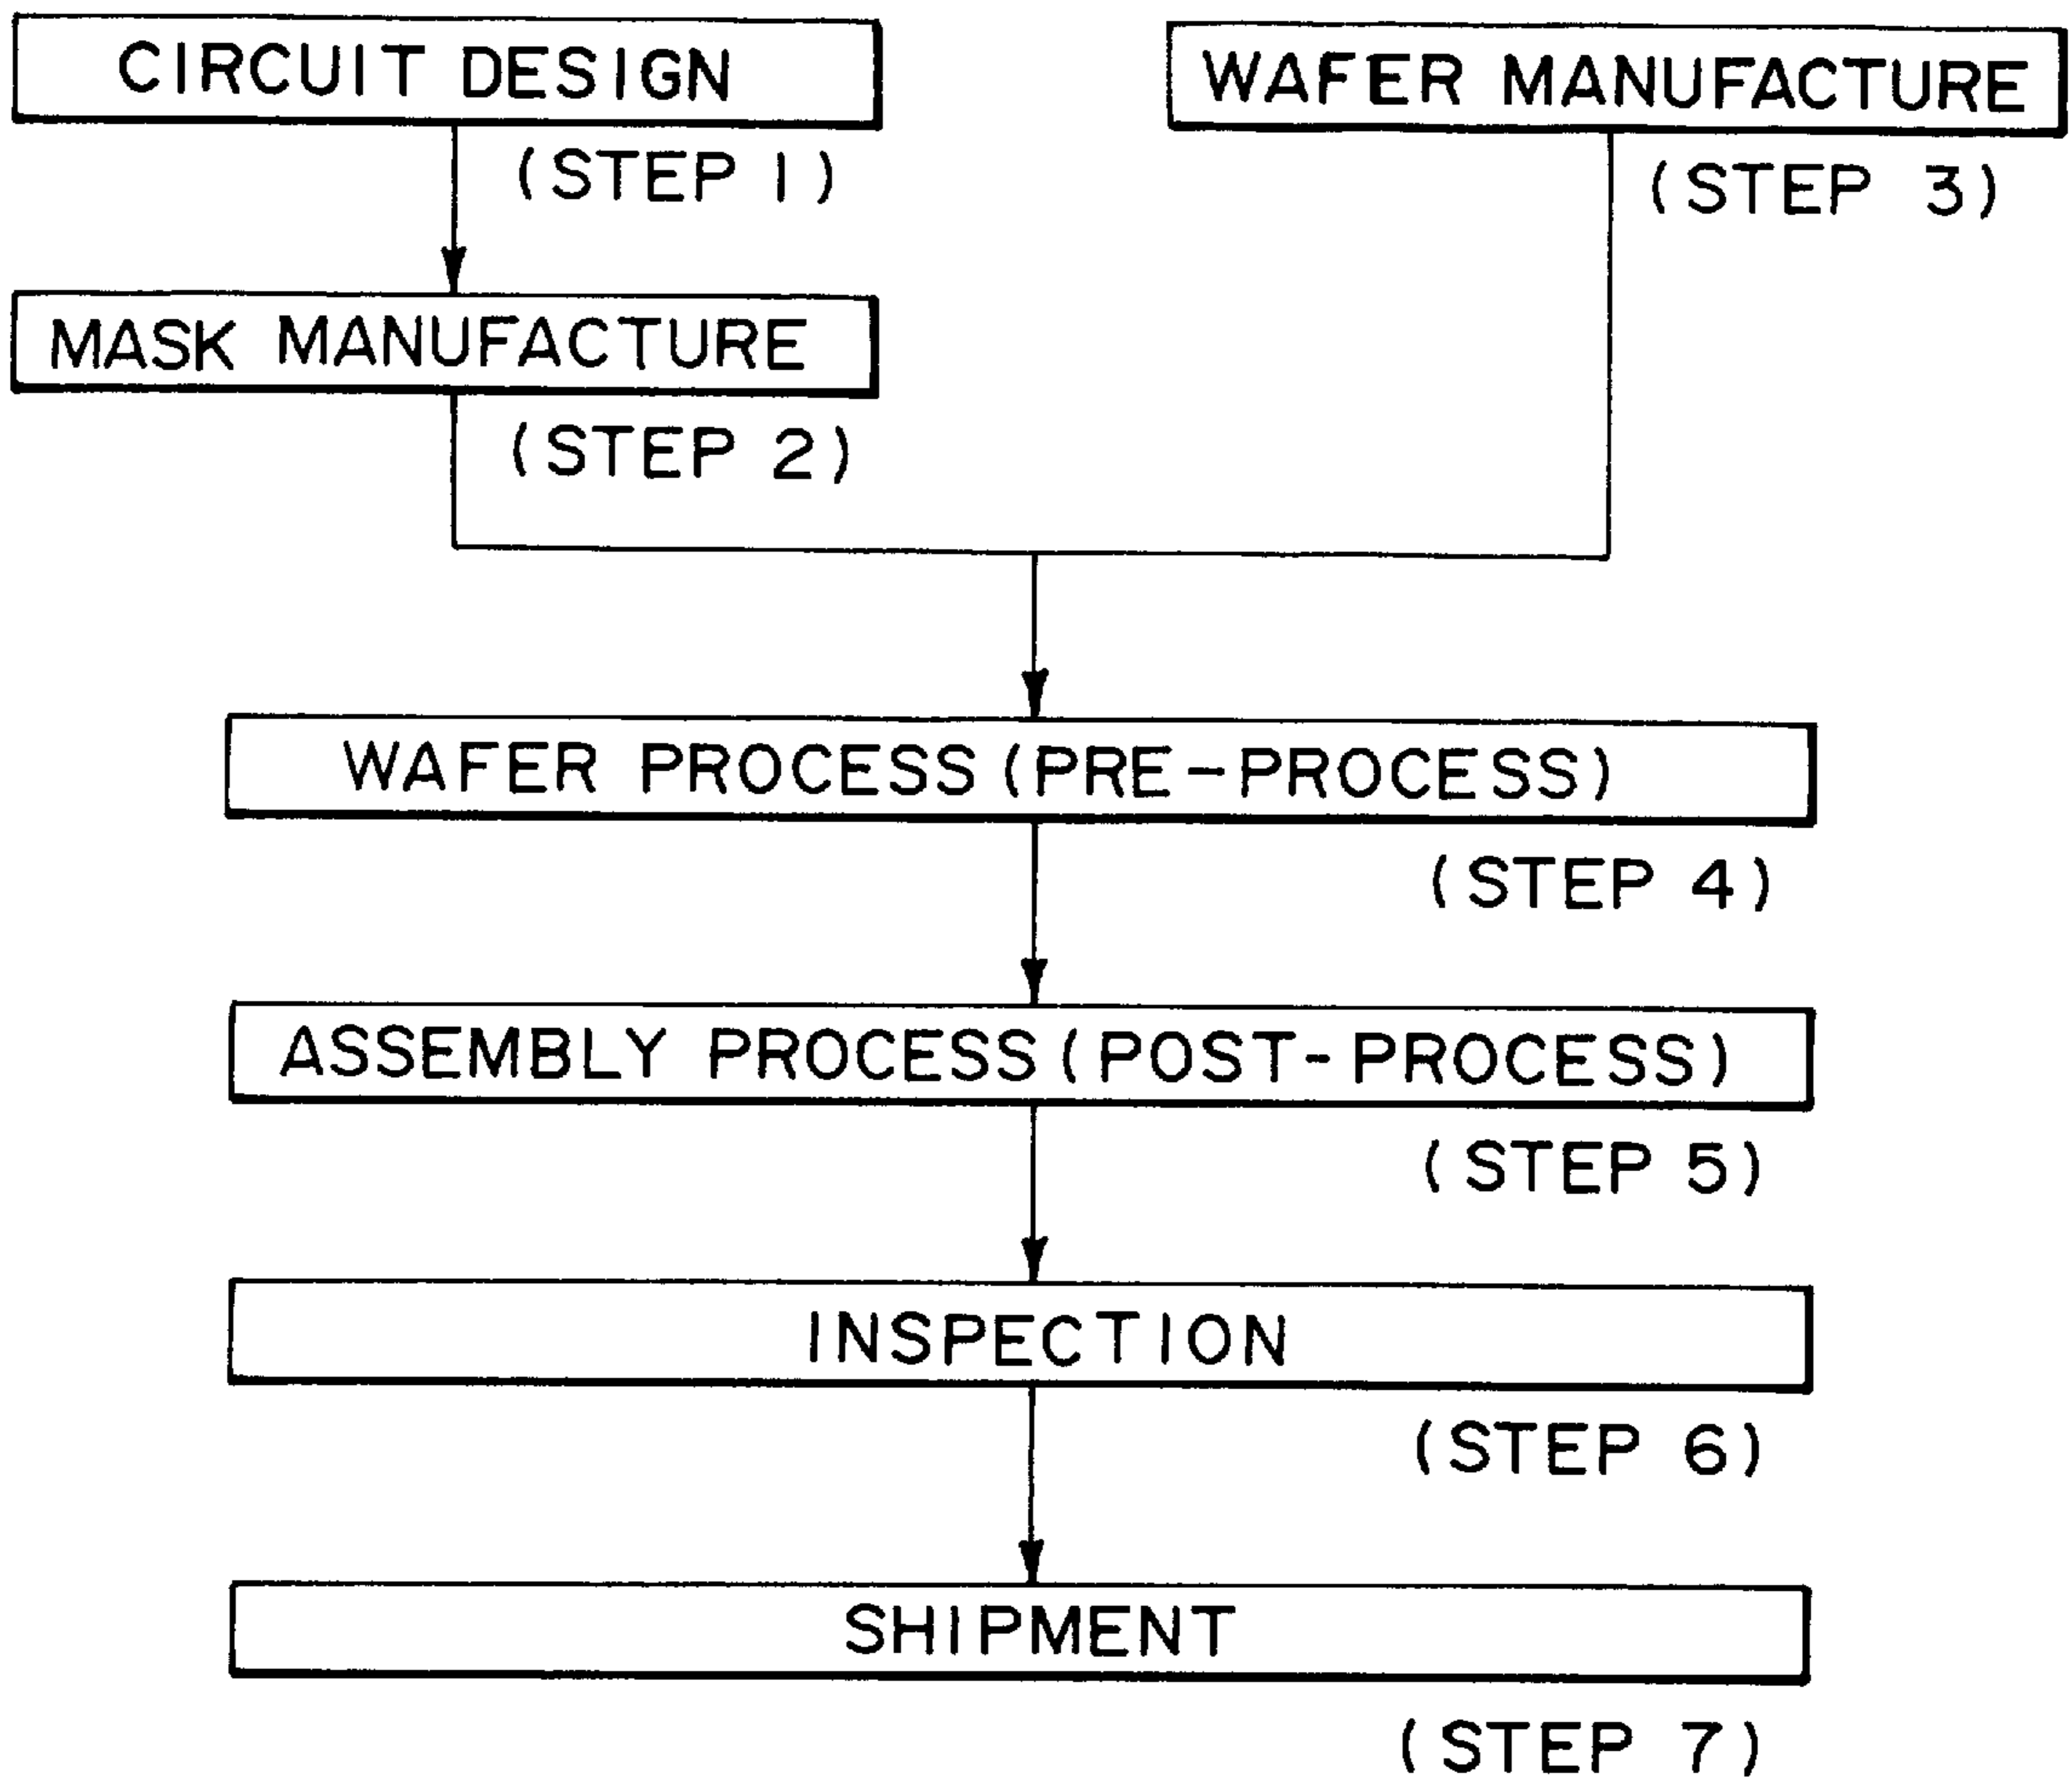 CIRCUIT DESIGN
(STEP 1)
WAFER MANUFACTURE
(STEP 3)
MASK MANUFACTURE
(STEP 2)
WAFER PROCESS (PRE-PROCESS)
(STEP 4)
ASSEMBLY PROCESS (POST-PROCESS)
(STEP 5)
INSPECTION
(STEP 6)
SHIPMENT
(STEP 7)